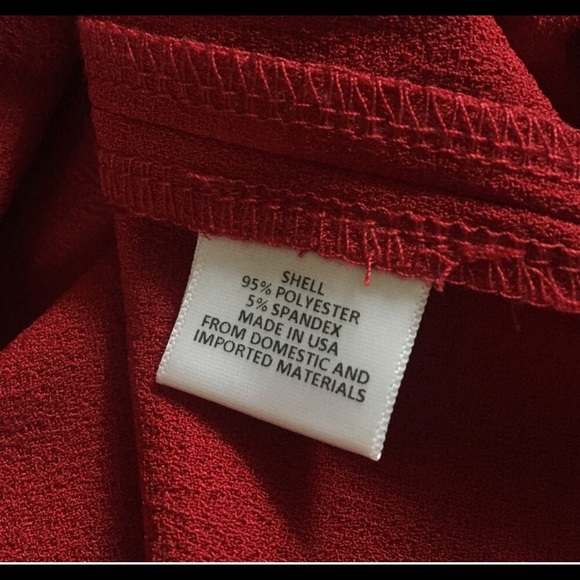 SHELL
95% POLYESTER
5% SPANDEX
MADE IN USA
FROM DOMESTIC AND
IMPORTED MATERIALS